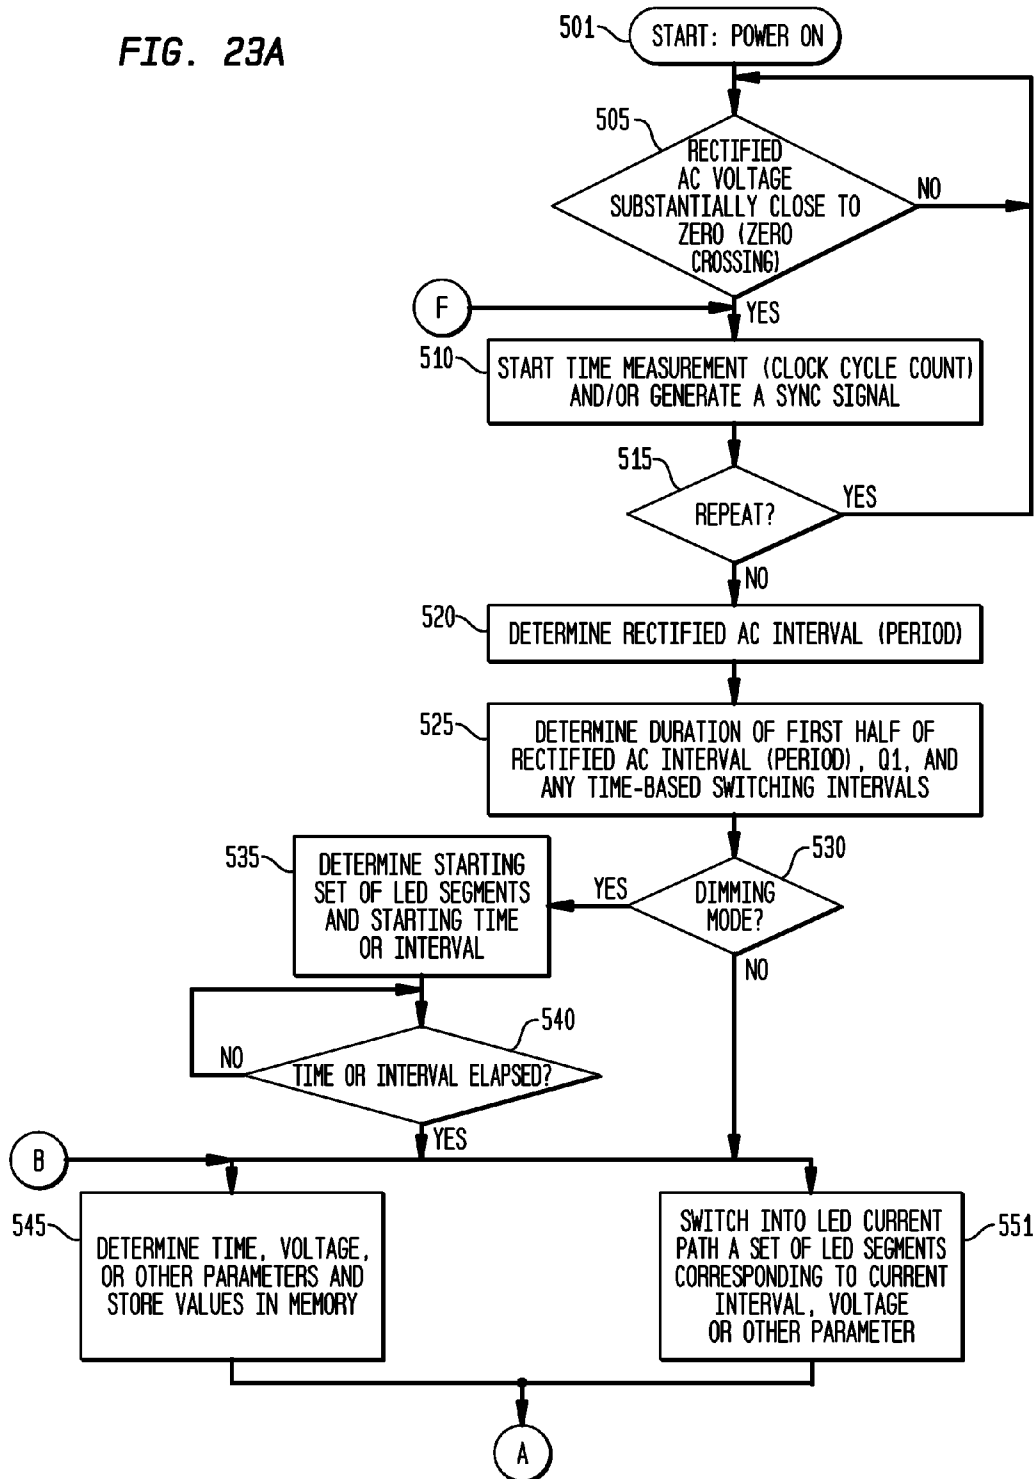 FIG. 23A
501
START: POWER ON
505
RECTIFIED
AC VOLTAGE
SUBSTANTIALLY CLOSE TO
ZERO (ZERO
CROSSING)
NO
F
YES
510
START TIME MEASUREMENT (CLOCK CYCLE COUNT)
AND/OR GENERATE A SYNC SIGNAL
515
REPEAT?
YES
NO
520
DETERMINE RECTIFIED AC INTERVAL (PERIOD)
525
DETERMINE DURATION OF FIRST HALF OF
RECTIFIED AC INTERVAL (PERIOD), Q1, AND
ANY TIME-BASED SWITCHING INTERVALS
530
DIMMING
MODE?
YES
NO
535
DETERMINE STARTING
SET OF LED SEGMENTS
AND STARTING TIME
OR INTERVAL
540
TIME OR INTERVAL ELAPSED?
NO
YES
B
545
DETERMINE TIME, VOLTAGE,
OR OTHER PARAMETERS AND
STORE VALUES IN MEMORY
551
SWITCH INTO LED CURRENT
PATH A SET OF LED SEGMENTS
CORRESPONDING TO CURRENT
INTERVAL, VOLTAGE
OR OTHER PARAMETER
A